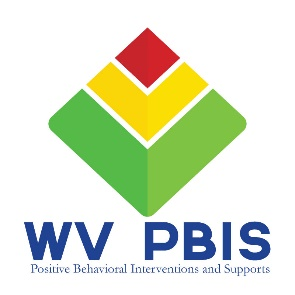 WV PBIS
Positive Behavioral Interventions and Supports